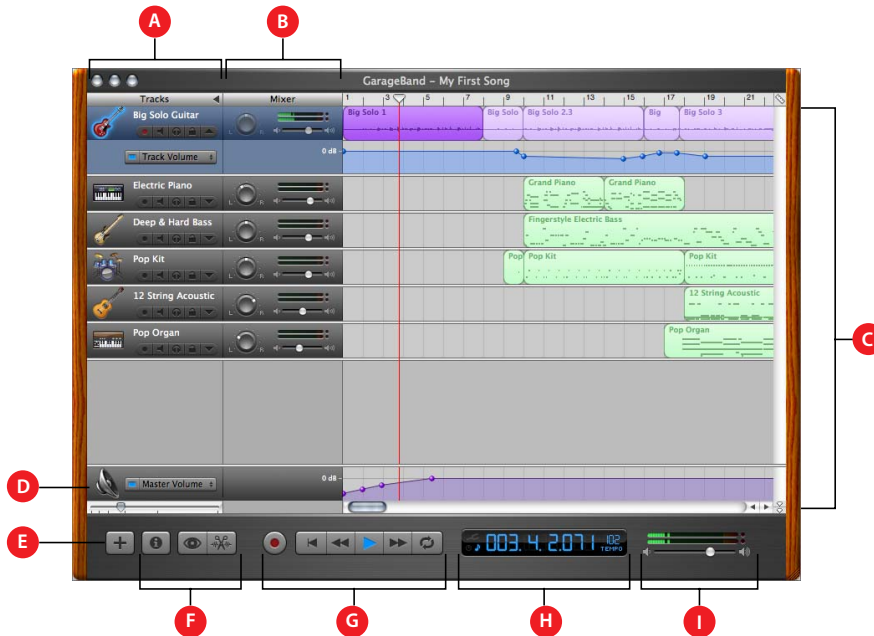 A
B
GarageBand – My First Song
Tracks
Mixer
1 3 5 7 9 11 13 15 17 19 21
Big Solo Guitar
L R
Big Solo 1
Big Solo
Big Solo 2.3
Big
Big Solo 3
Track Volume
0 dB
Electric Piano
L R
Grand Piano
Grand Piano
Deep & Hard Bass
L R
Fingerstyle Electric Bass
Pop Kit
L R
Pop
Pop Kit
Pop Kit
12 String Acoustic
L R
12 String Acoustic
C
Pop Organ
L R
Pop Organ
D
Master Volume
0 dB
E
003. 4. 2.071
102
TEMPO
F
G
H
I